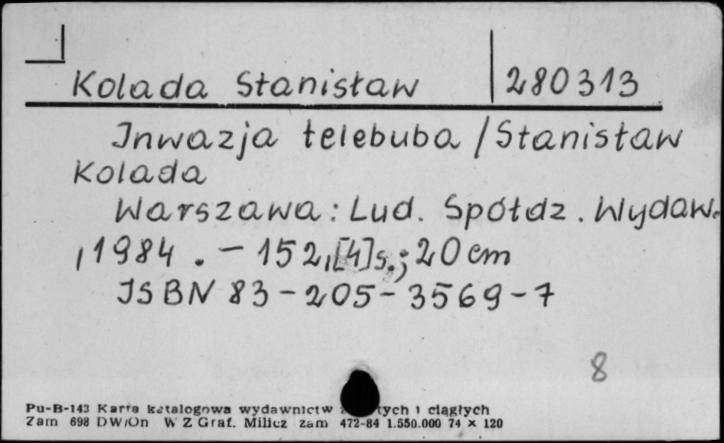 Kolada Stanisław 280313
Inwazja telebuba / Stanisław
Kolada
Warszawa : Lud. Spółdz. Wydaw.
, 1984 . - 152, [4] s. ; 20 cm
ISBN 83-205-3569-7
8
Pu-B-143 Karta katalogowa wydawnictw tych i ciągłych
Zam 698 DW/On W Z Graf. Milicz zam 472-84 1.550.000 74 × 120